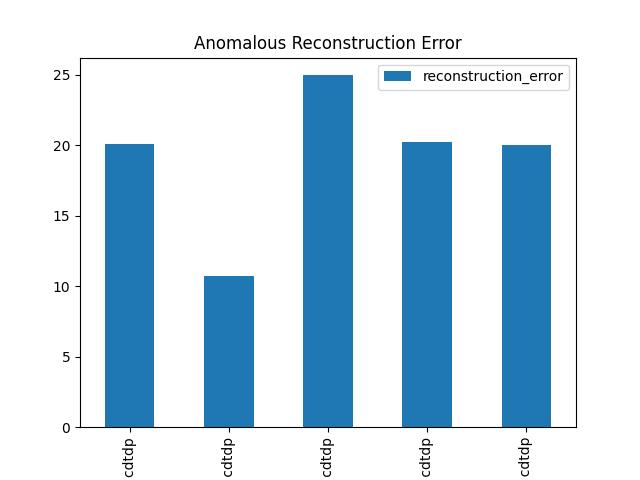 Anomalous Reconstruction Error
reconstruction_error
25
20
15
10
5
0
cdtdp
cdtdp
cdtdp
cdtdp
cdtdp